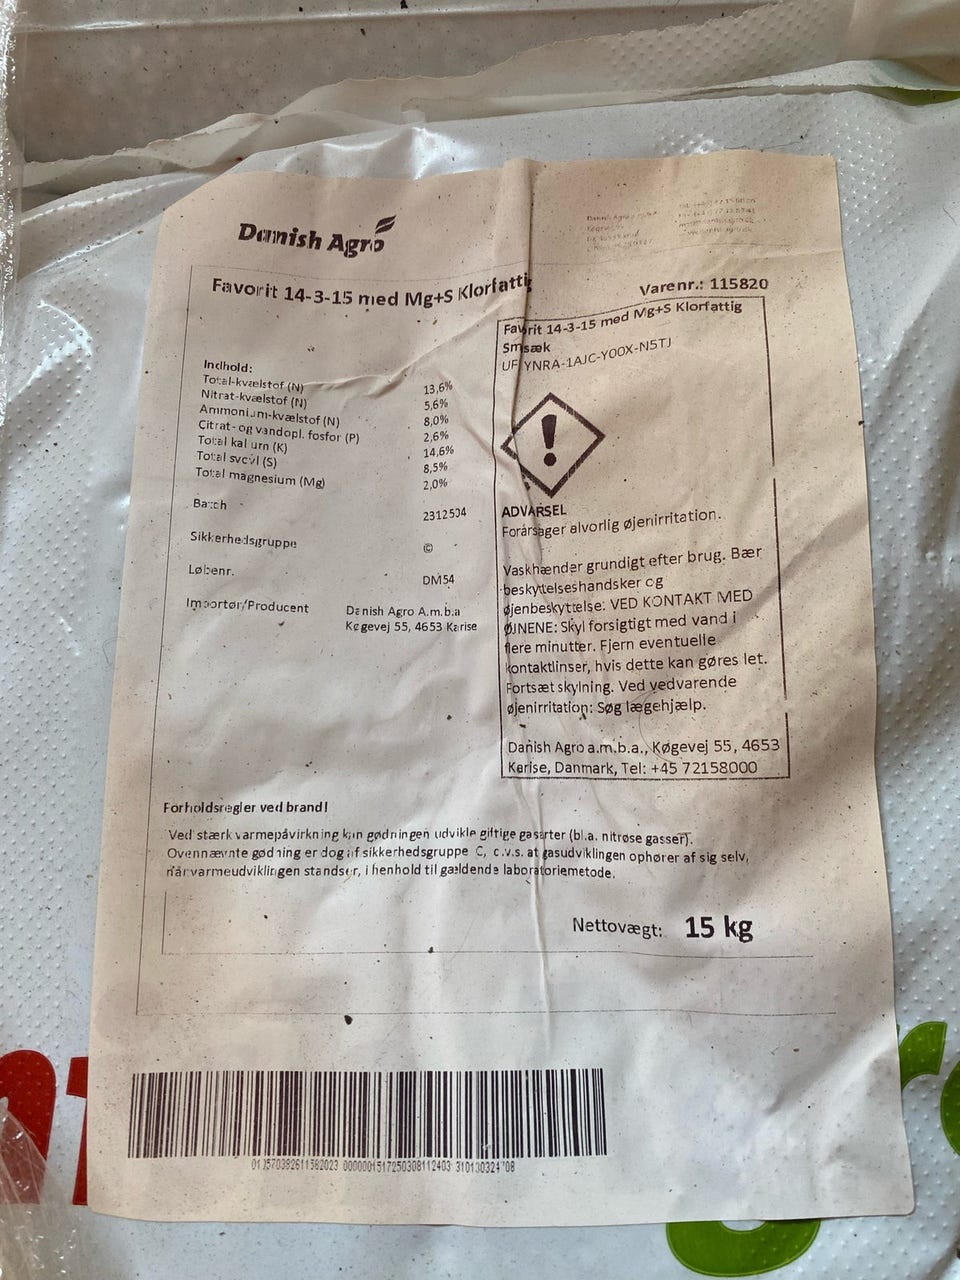 Danish Agro
Favorit 14-3-15 med Mg+S Klorfattig
Varenr.: 115820
Indhold:
Total-kvælstof (N) 13,6%
Nitrat-kvælstof (N) 5,6%
Ammonium-kvælstof (N) 8,0%
Citrat- og vandopl. fosfor (P) 2,6%
Total kalium (K) 14,6%
Total svovl (S) 8,5%
Total magnesium (Mg) 2,0%
Batch 2312504
Sikkerhedsgruppe ©
Løbenr. DM54
Importør/Producent Danish Agro A.m.b.a
Køgevej 55, 4653 Karise
Favorit 14-3-15 med Mg+S Klorfattig
Småsæk
UFI YNRA-1AJC-Y00X-N5TJ
ADVARSEL
Forårsager alvorlig øjenirritation.
Vask hænder grundigt efter brug. Bær
beskyttelseshandsker og
øjenbeskyttelse: VED KONTAKT MED
ØJNENE: Skyl forsigtigt med vand i
flere minutter. Fjern eventuelle
kontaktlinser, hvis dette kan gøres let.
Fortsæt skylning. Ved vedvarende
øjenirritation: Søg lægehjælp.
Danish Agro a.m.b.a., Køgevej 55, 4653
Karise, Danmark, Tel: +45 72158000
Forholdsregler ved brand!
Ved stærk varmepåvirkning kan gødningen udvikle giftige gasarter (bl.a. nitrøse gasser).
Ovennævnte gødning er dog af sikkerhedsgruppe C, d.v.s. at gasudviklingen ophører af sig selv,
når varmeudviklingen standser, i henhold til gældende laboratoriemetode.
Nettovægt: 15 kg